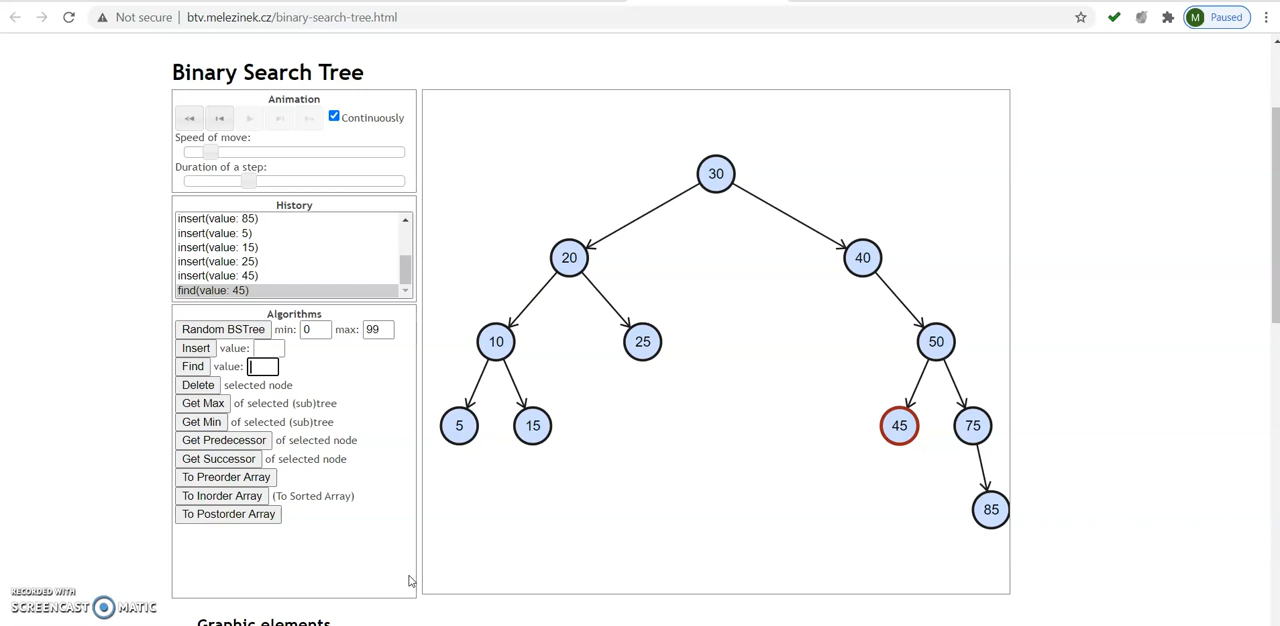 Not secure | btv.melezinek.cz/binary-search-tree.html
M Paused
Binary Search Tree
Animation
Continuously
Speed of move:
Duration of a step:
History
insert(value: 85)
insert(value: 5)
insert(value: 15)
insert(value: 25)
insert(value: 45)
find(value: 45)
Algorithms
Random BSTree min: 0 max: 99
Insert value:
Find value:
Delete selected node
Get Max of selected (sub)tree
Get Min of selected (sub)tree
Get Predecessor of selected node
Get Successor of selected node
To Preorder Array
To Inorder Array (To Sorted Array)
To Postorder Array
30
20 40
10 25 50
5 15 45 75
85
RECORDED WITH
SCREENCAST MATIC
Graphic elements